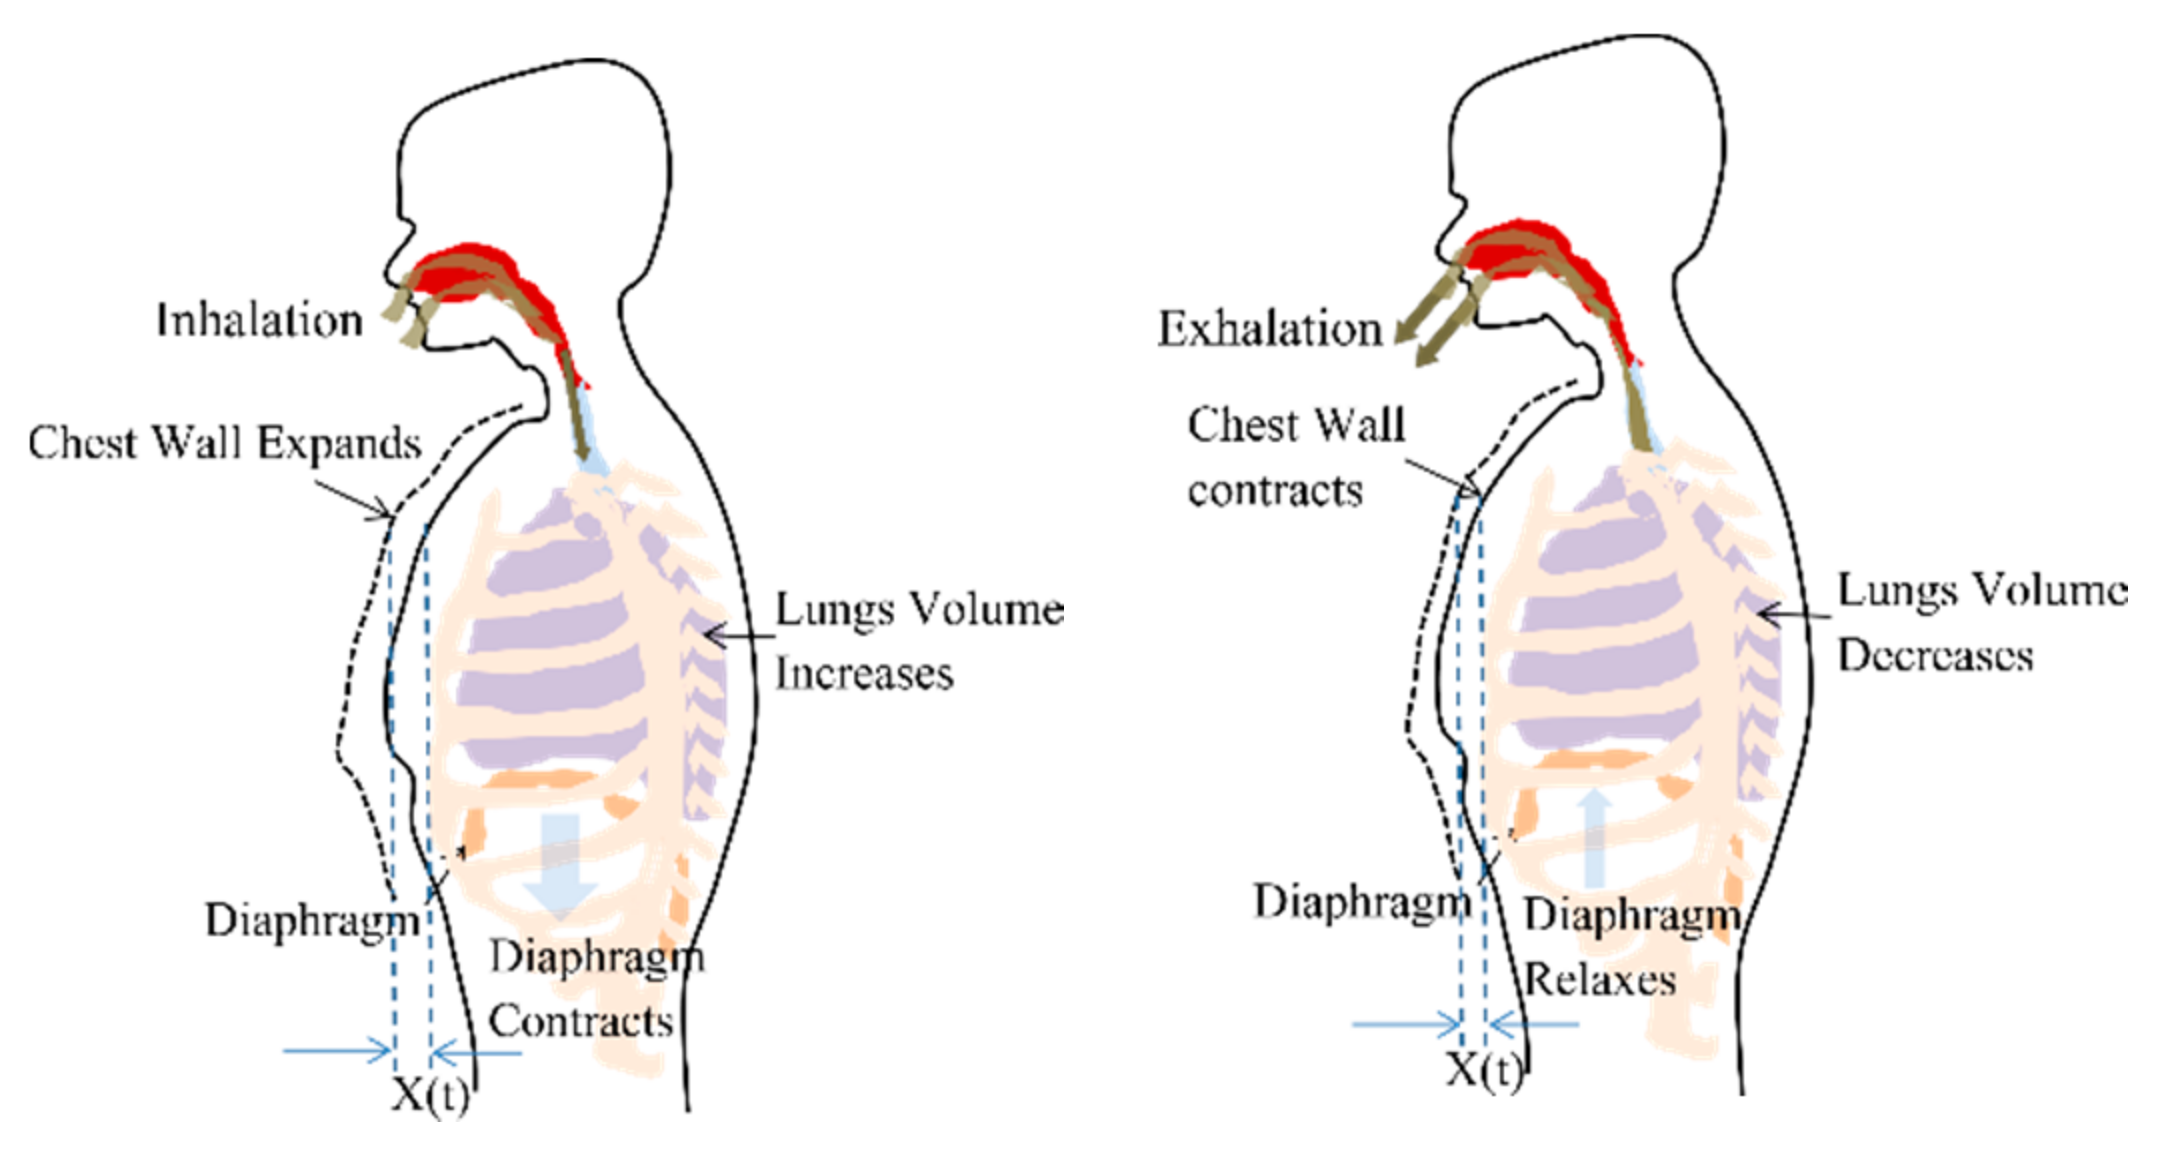 Inhalation
Chest Wall Expands
Lungs Volume
Increases
Diaphragm
Diaphragm
Contracts
X(t)
Exhalation
Chest Wall
contracts
Lungs Volume
Decreases
Diaphragm
Diaphragm
Relaxes
X(t)